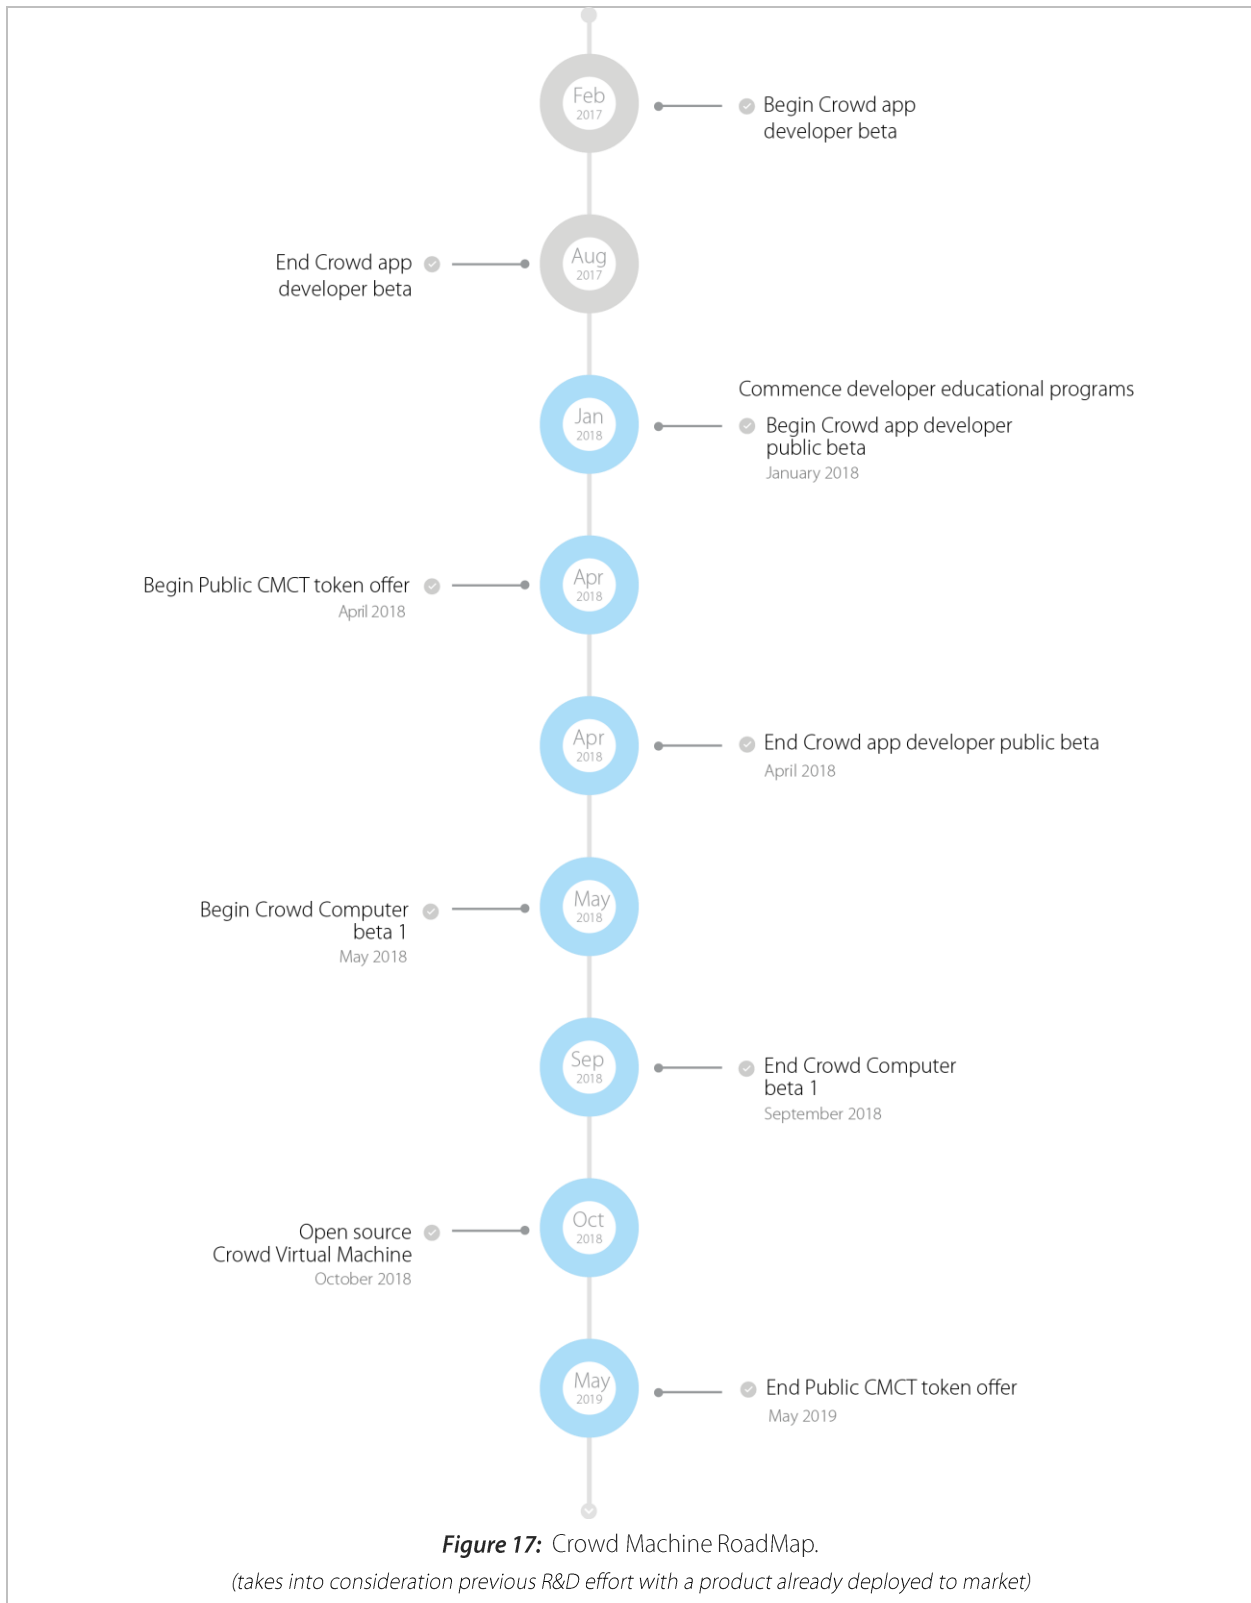 Feb
2017
Begin Crowd app
developer beta
Aug
2017
End Crowd app
developer beta
Jan
2018
Commence developer educational programs
Begin Crowd app developer
public beta
January 2018
Apr
2018
Begin Public CMCT token offer
April 2018
Apr
2018
End Crowd app developer public beta
April 2018
May
2018
Begin Crowd Computer
beta 1
May 2018
Sep
2018
End Crowd Computer
beta 1
September 2018
Oct
2018
Open source
Crowd Virtual Machine
October 2018
May
2019
End Public CMCT token offer
May 2019
Figure 17: Crowd Machine RoadMap.
(takes into consideration previous R&D effort with a product already deployed to market)